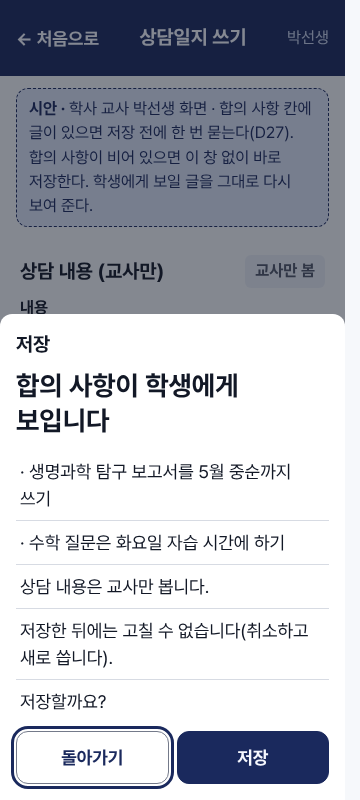 ← 처음으로
상담일지 쓰기
박선생
시안 · 학사 교사 박선생 화면 · 합의 사항 칸에
글이 있으면 저장 전에 한 번 묻는다(D27).
합의 사항이 비어 있으면 이 창 없이 바로
저장한다. 학생에게 보일 글을 그대로 다시
보여 준다.
상담 내용 (교사만)
교사만 봄
내용
저장
합의 사항이 학생에게
보입니다
· 생명과학 탐구 보고서를 5월 중순까지
쓰기
· 수학 질문은 화요일 자습 시간에 하기
상담 내용은 교사만 봅니다.
저장한 뒤에는 고칠 수 없습니다(취소하고
새로 씁니다).
저장할까요?
돌아가기
저장